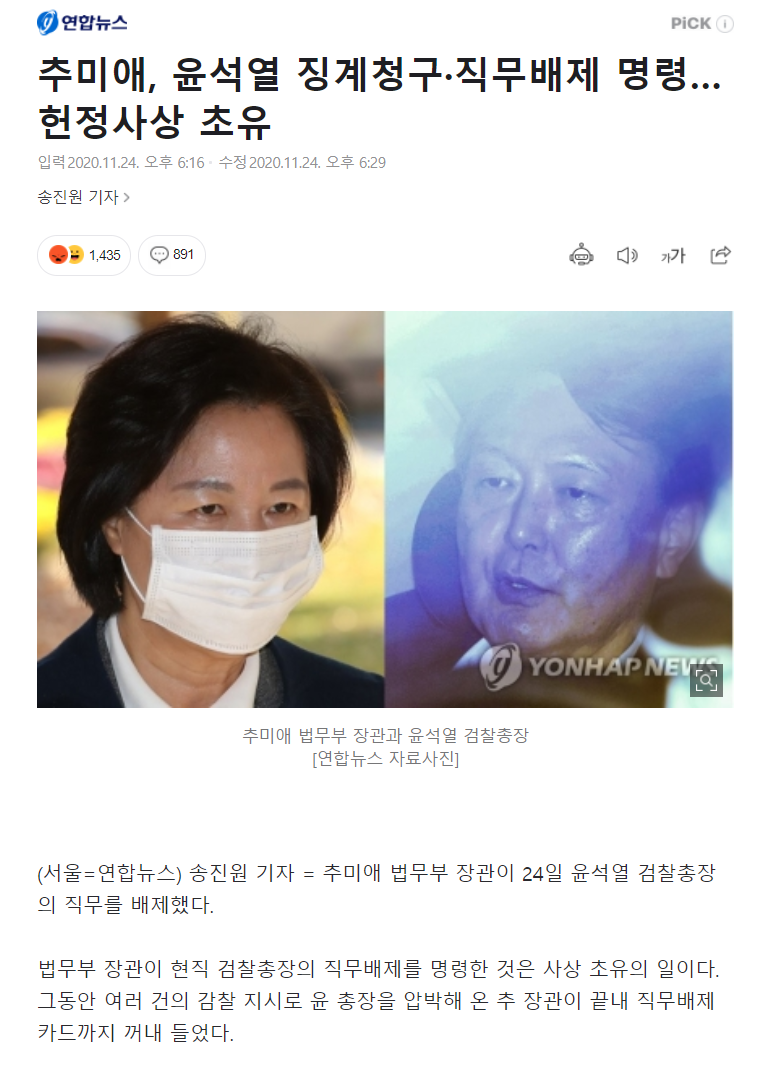 연합뉴스
PiCK
추미애, 윤석열 징계청구·직무배제 명령…
헌정사상 초유
입력2020.11.24. 오후 6:16 · 수정2020.11.24. 오후 6:29
송진원 기자
1,435
891
가가
YONHAP NEWS
추미애 법무부 장관과 윤석열 검찰총장
[연합뉴스 자료사진]
(서울=연합뉴스) 송진원 기자 = 추미애 법무부 장관이 24일 윤석열 검찰총장
의 직무를 배제했다.
법무부 장관이 현직 검찰총장의 직무배제를 명령한 것은 사상 초유의 일이다.
그동안 여러 건의 감찰 지시로 윤 총장을 압박해 온 추 장관이 끝내 직무배제
카드까지 꺼내 들었다.